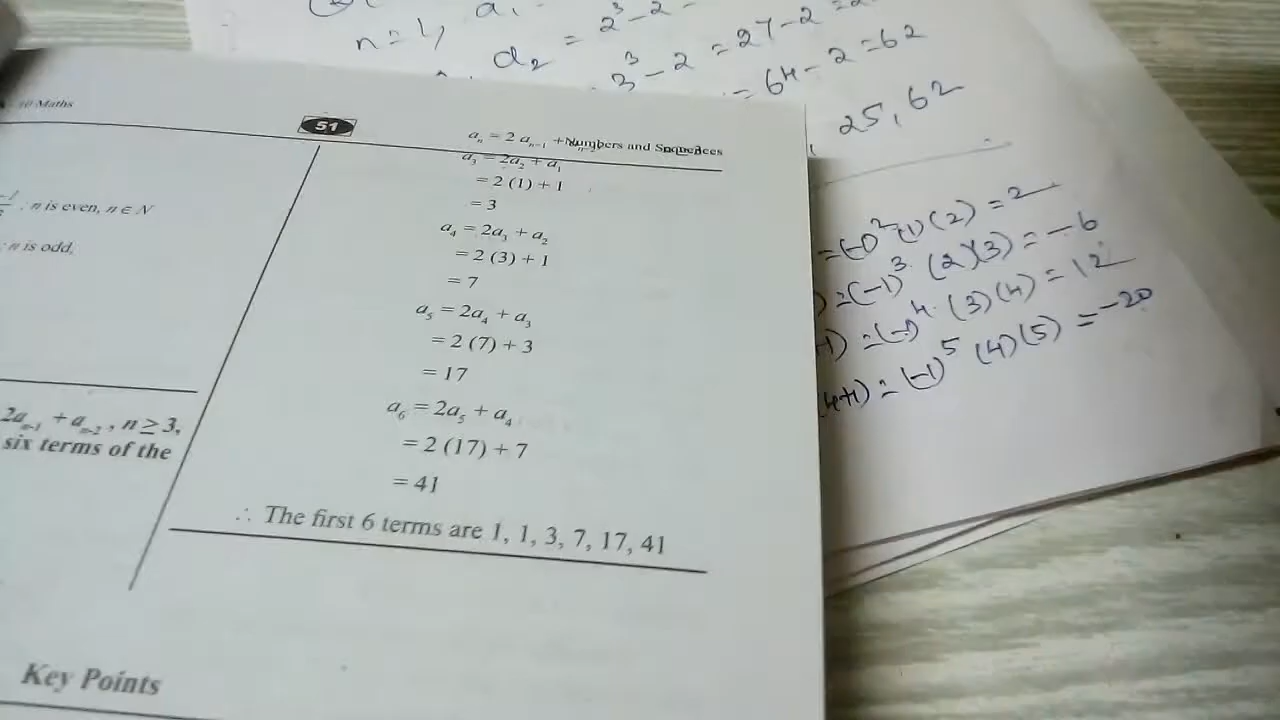 10 Maths
51
Numbers and Sequences
n is even, n ∈ N
n is odd,
2aₙ₋₁ + aₙ₋₂, n ≥ 3,
six terms of the
Key Points
aₙ = 2 aₙ₋₁ +
a₃ = 2a₂ + a₁
= 2 (1) + 1
= 3
a₄ = 2a₃ + a₂
= 2 (3) + 1
= 7
a₅ = 2a₄ + a₃
= 2 (7) + 3
= 17
a₆ = 2a₅ + a₄
= 2 (17) + 7
= 41
∴ The first 6 terms are 1, 1, 3, 7, 17, 41
n = 1,
a₂ = 2³ - 2
3³ - 2 = 27 - 2 =
= 64 - 2 = 62
25, 62
= (-1)² (1) (2) = 2
) = (-1)³ (2)(3) = -6
) = (-1)⁴ (3) (4) = 12
(4+1) = (-1)⁵ (4) (5) = -20